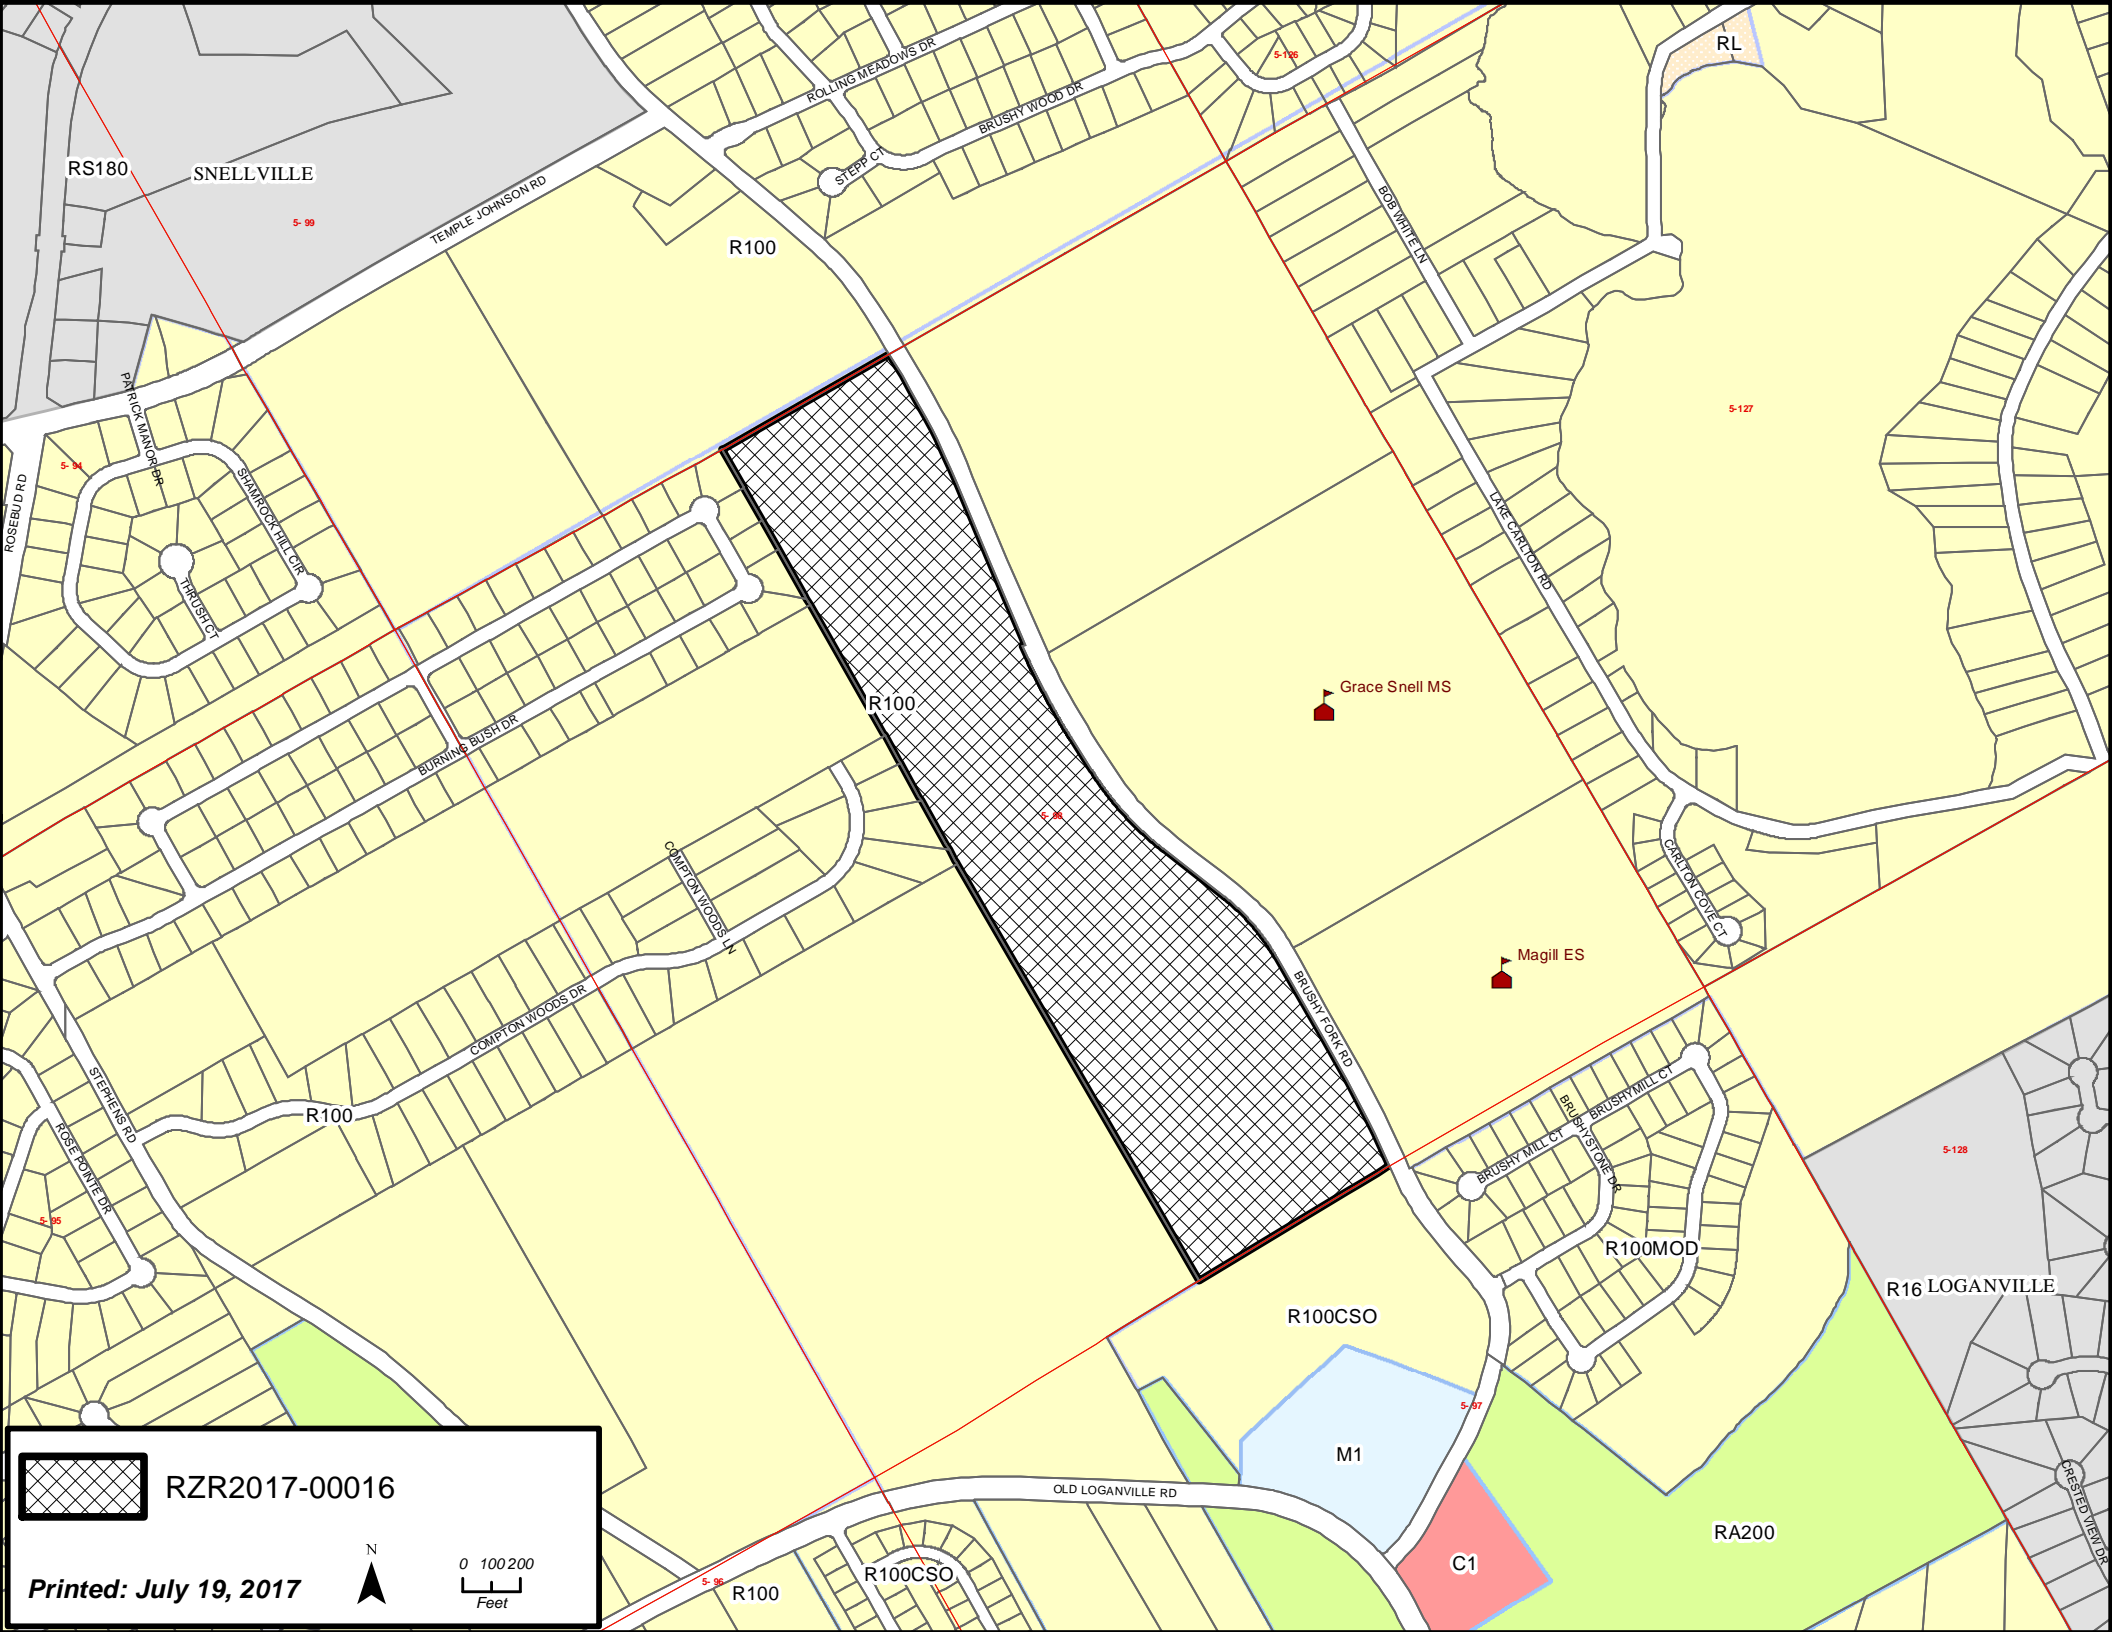 RL
5-126
ROLLING MEADOWS DR
BRUSHY WOOD DR
STEPP CT
RS180
SNELLVILLE
5- 99
TEMPLE JOHNSON RD
R100
BOB WHITE LN
5-127
PATRICK MANOR DR
5- 94
SHAMROCK HILL CIR
ROSEBUD RD
THRUSH CT
LAKE CARLTON RD
Grace Snell MS
R100
BURNING BUSH DR
5- 98
COMPTON WOODS LN
CARLTON COVE CT
Magill ES
BRUSHY FORK RD
COMPTON WOODS DR
R100
STEPHENS RD
ROSE POINTE DR
5- 95
BRUSHYMILL CT
BRUSHYSTONE DR
BRUSHY MILL CT
5-128
R100MOD
R16 LOGANVILLE
R100CSO
5- 97
M1
CRESTED VIEW DR
OLD LOGANVILLE RD
RA200
C1
R100CSO
5- 96
R100
RZR2017-00016
N
0 100 200
Feet
Printed: July 19, 2017